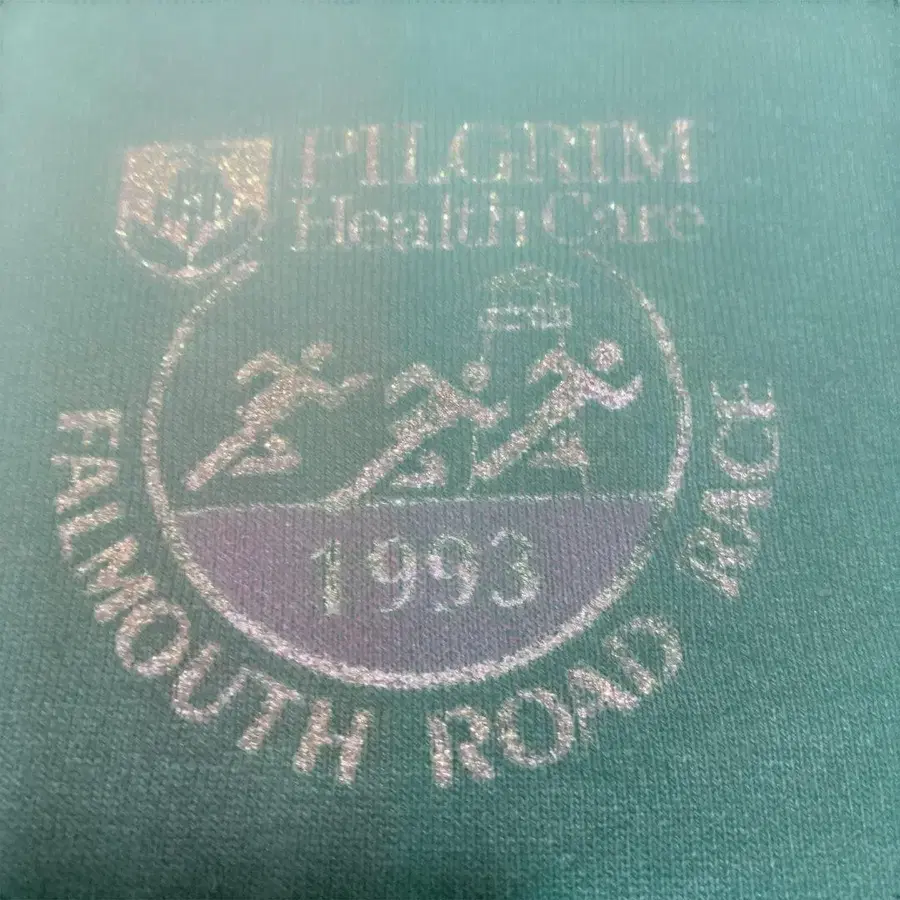 PILGRIM
Health Care
1993
FALMOUTH ROAD RACE